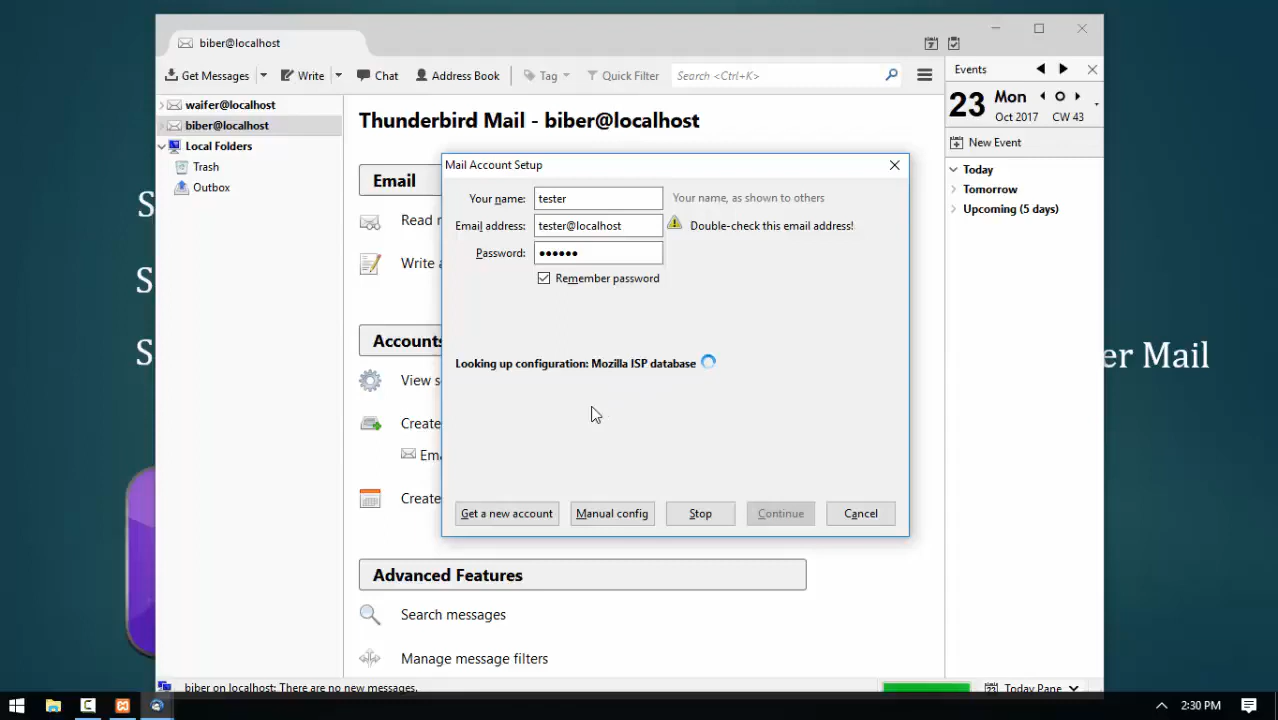 biber@localhost
Get Messages
Write
Chat
Address Book
Tag
Quick Filter
Search <Ctrl+K>
Events
23
Mon
Oct 2017
CW 43
New Event
Today
Tomorrow
Upcoming (5 days)
waifer@localhost
biber@localhost
Local Folders
Trash
Outbox
Thunderbird Mail - biber@localhost
Email
Read
Write a
Accounts
View s
Create
Ema
Create
Advanced Features
Search messages
Manage message filters
Mail Account Setup
Your name:
tester
Your name, as shown to others
Email address:
tester@localhost
Double-check this email address!
Password:
••••••
Remember password
Looking up configuration: Mozilla ISP database
Get a new account
Manual config
Stop
Continue
Cancel
S
S
S
er Mail
biber on localhost: There are no new messages.
23
Today Pane
2:30 PM